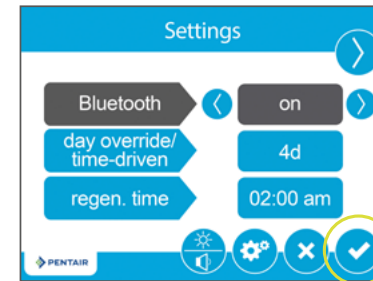 Settings
Bluetooth on
day override/
time-driven 4d
regen. time 02:00 am
PENTAIR